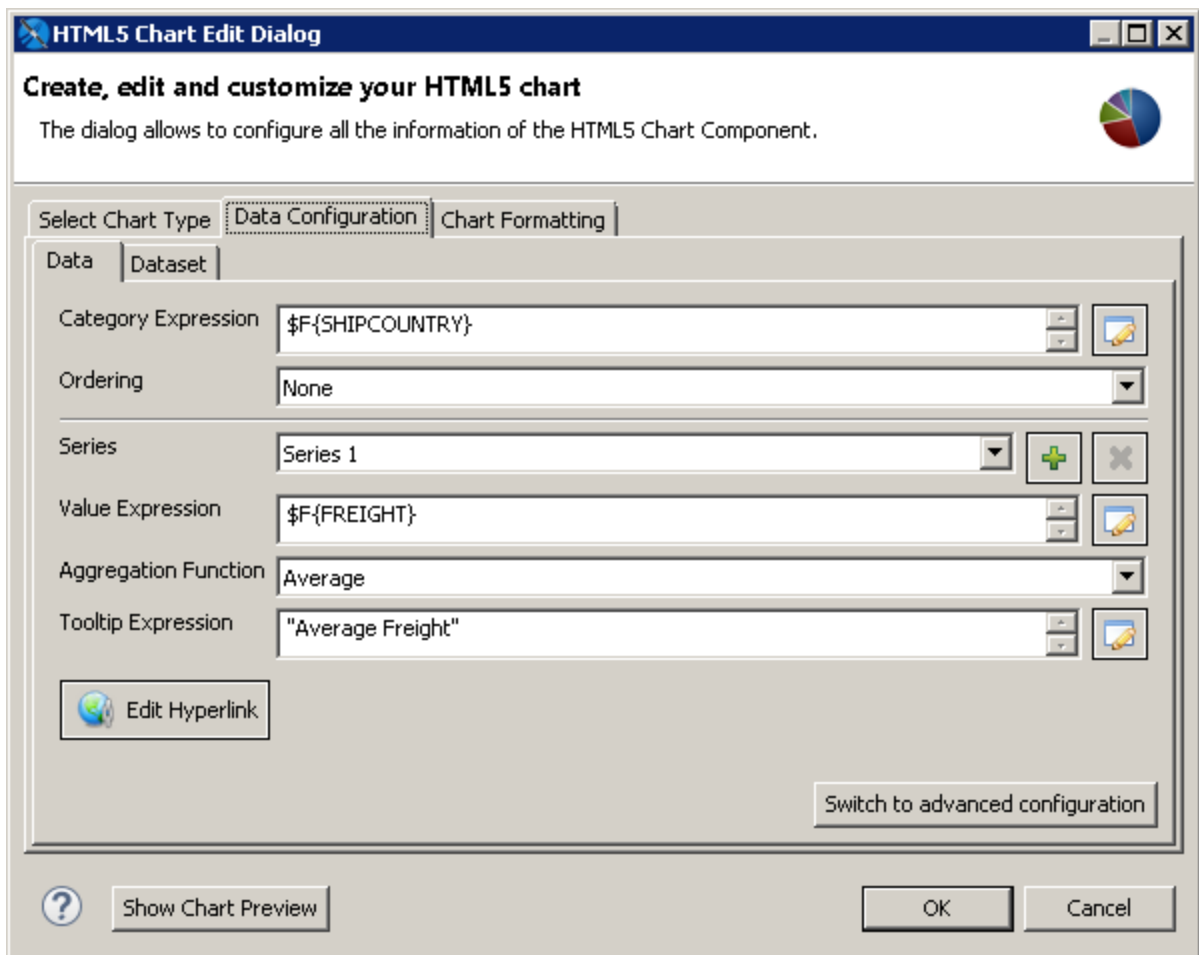 HTML5 Chart Edit Dialog
Create, edit and customize your HTML5 chart
The dialog allows to configure all the information of the HTML5 Chart Component.
Select Chart Type Data Configuration Chart Formatting
Data Dataset
Category Expression $F{SHIPCOUNTRY}
Ordering None
Series Series 1
Value Expression $F{FREIGHT}
Aggregation Function Average
Tooltip Expression "Average Freight"
Edit Hyperlink
Switch to advanced configuration
? Show Chart Preview OK Cancel